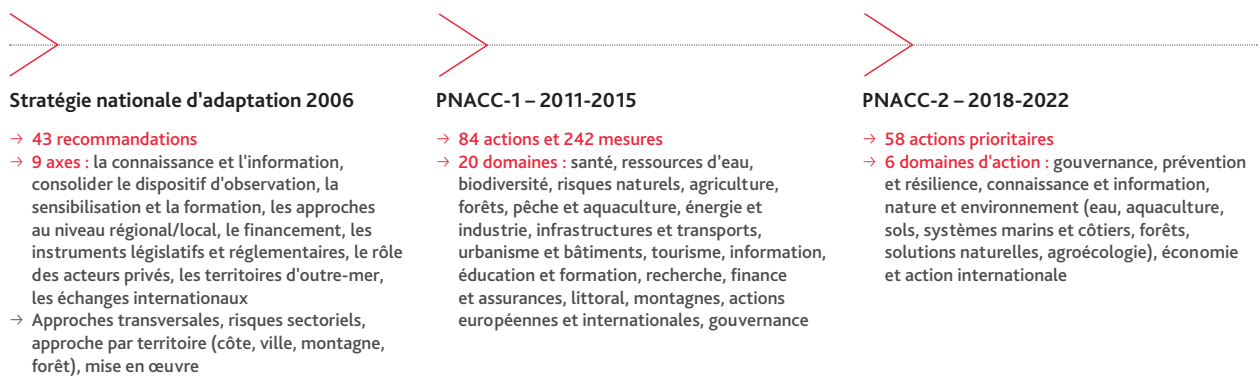 Stratégie nationale d'adaptation 2006
→ 43 recommandations
→ 9 axes : la connaissance et l'information,
consolider le dispositif d'observation, la
sensibilisation et la formation, les approches
au niveau régional/local, le financement, les
instruments législatifs et réglementaires, le rôle
des acteurs privés, les territoires d'outre-mer,
les échanges internationaux
→ Approches transversales, risques sectoriels,
approche par territoire (côte, ville, montagne,
forêt), mise en œuvre
PNACC-1 – 2011-2015
→ 84 actions et 242 mesures
→ 20 domaines : santé, ressources d'eau,
biodiversité, risques naturels, agriculture,
forêts, pêche et aquaculture, énergie et
industrie, infrastructures et transports,
urbanisme et bâtiments, tourisme, information,
éducation et formation, recherche, finance
et assurances, littoral, montagnes, actions
européennes et internationales, gouvernance
PNACC-2 – 2018-2022
→ 58 actions prioritaires
→ 6 domaines d'action : gouvernance, prévention
et résilience, connaissance et information,
nature et environnement (eau, aquaculture,
sols, systèmes marins et côtiers, forêts,
solutions naturelles, agroécologie), économie
et action internationale